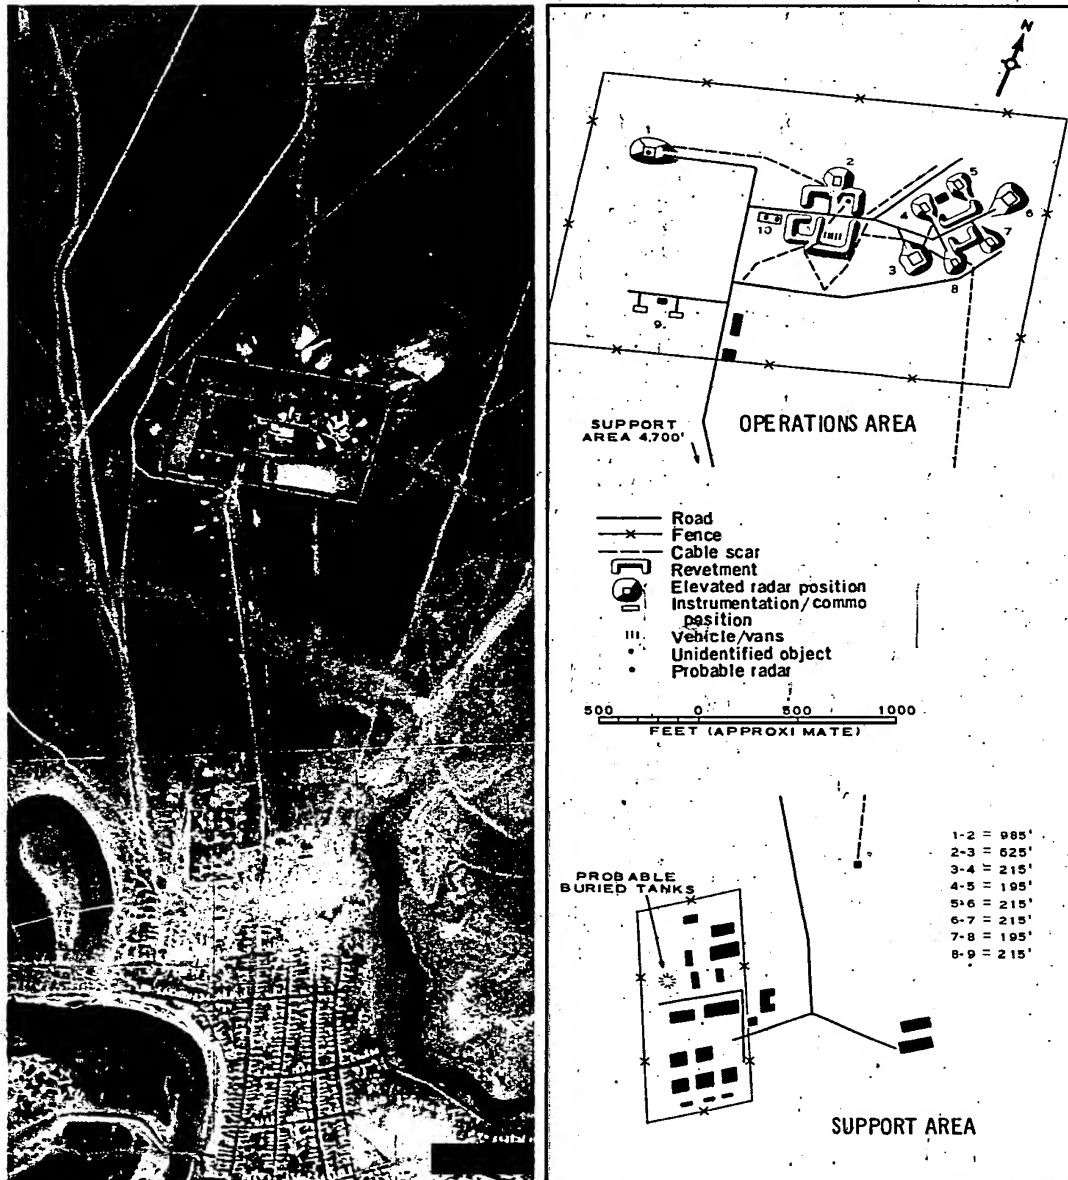 N
1
2
5
4
6
10
7
3
8
9
SUPPORT
AREA 4,700'
OPERATIONS AREA
Road
Fence
Cable scar
Revetment
Elevated radar position
Instrumentation/commo
position
Vehicle/vans
Unidentified object
Probable radar
500 0 500 1000
FEET (APPROXIMATE)
1-2 = 985'
2-3 = 625'
3-4 = 215'
4-5 = 195'
5-6 = 215'
6-7 = 215'
7-8 = 195'
8-9 = 215'
PROBABLE
BURIED TANKS
SUPPORT AREA